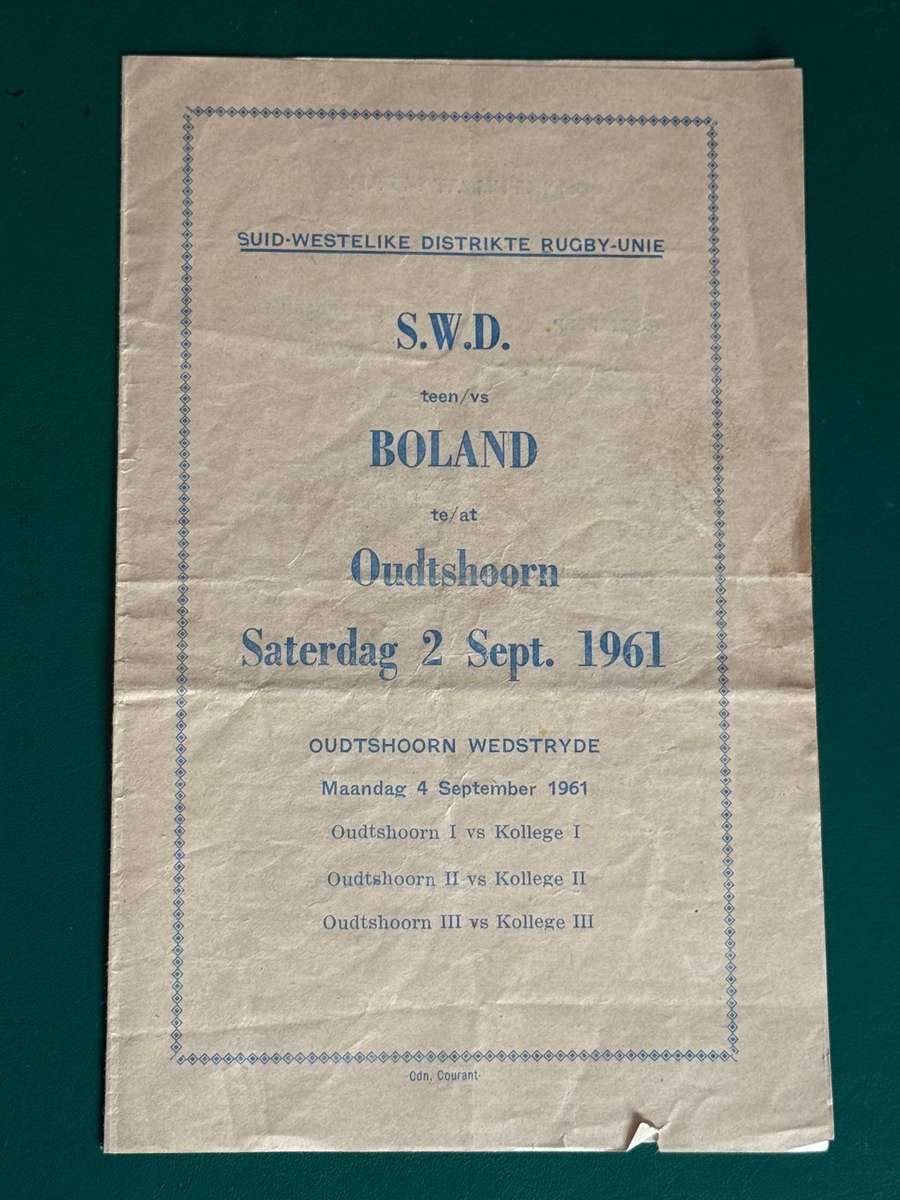 SUID-WESTELIKE DISTRIKTE RUGBY-UNIE
S.W.D.
teen/vs
BOLAND
te/at
Oudtshoorn
Saterdag 2 Sept. 1961
OUDTSHOORN WEDSTRYDE
Maandag 4 September 1961
Oudtshoorn I vs Kollege I
Oudtshoorn II vs Kollege II
Oudtshoorn III vs Kollege III
Odn. Courant